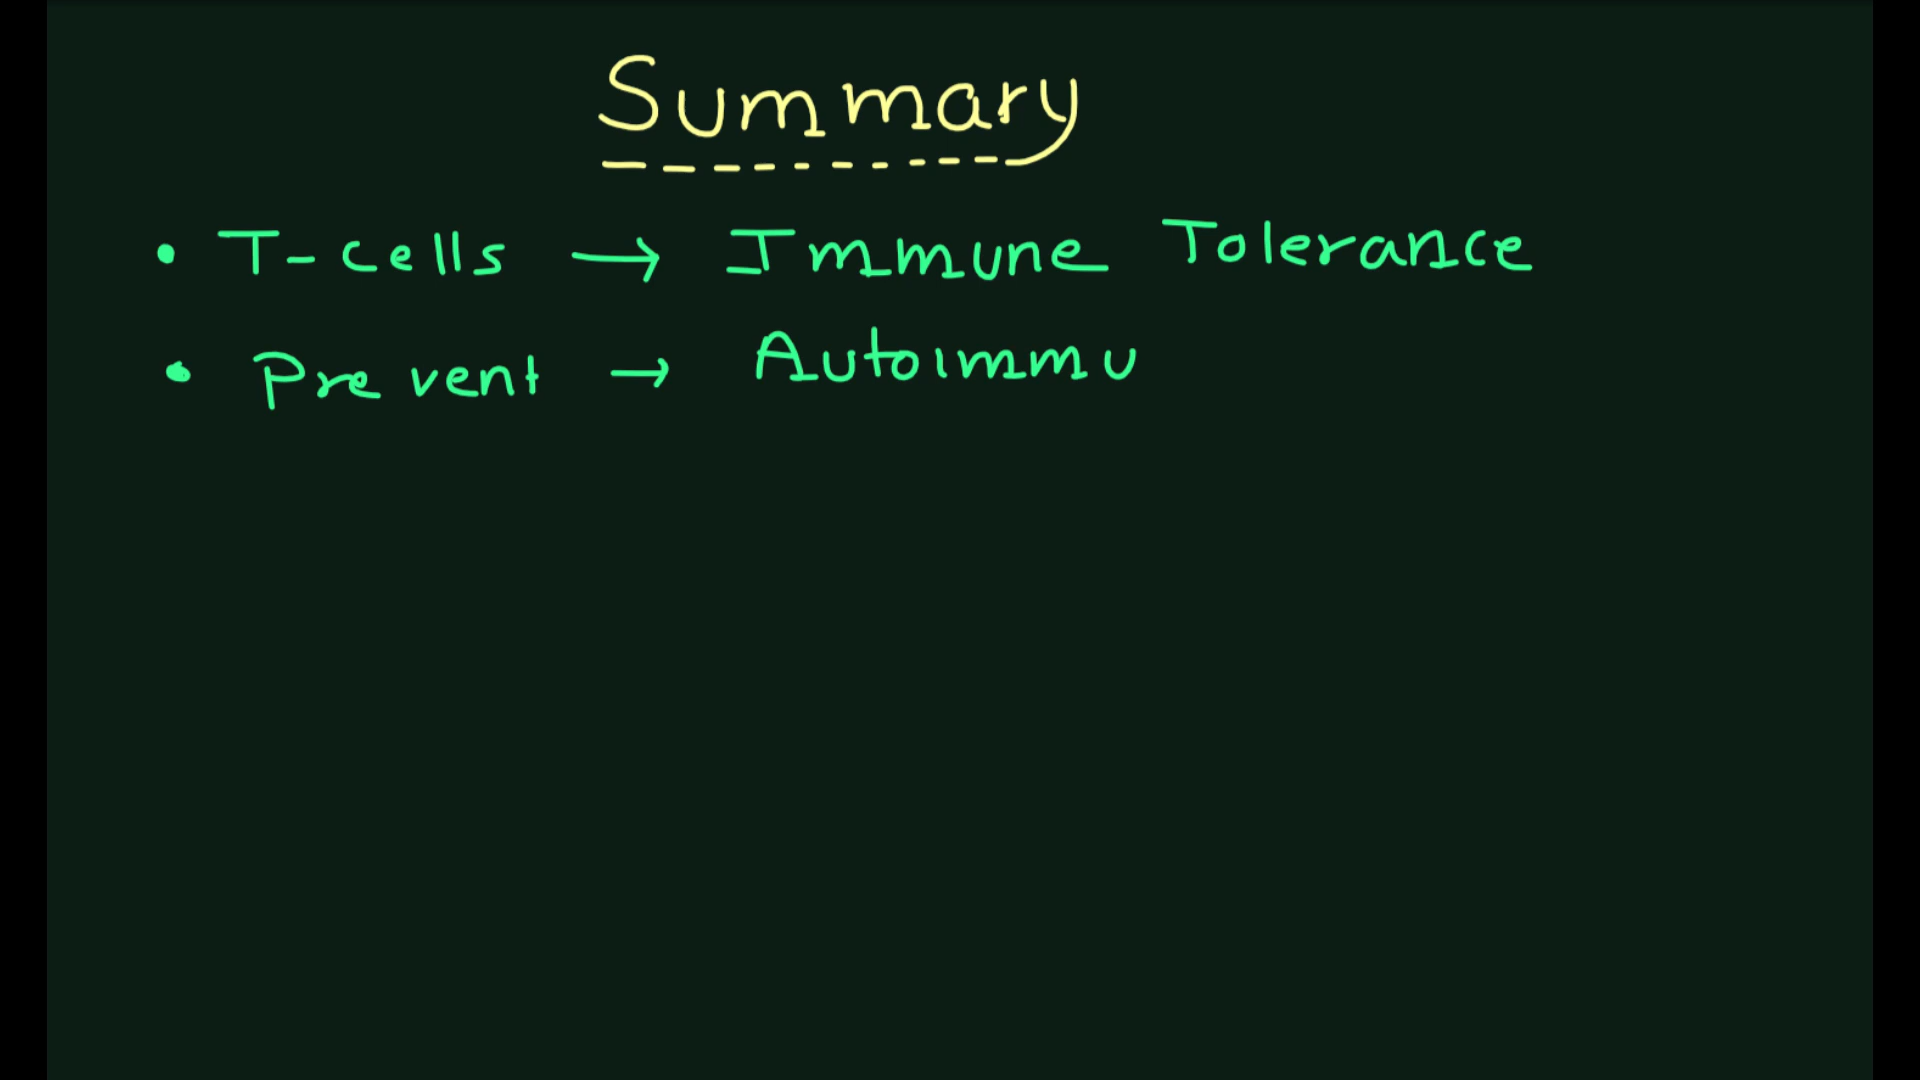 Summary
• T-cells → Immune Tolerance
• Prevent → Autoimmu